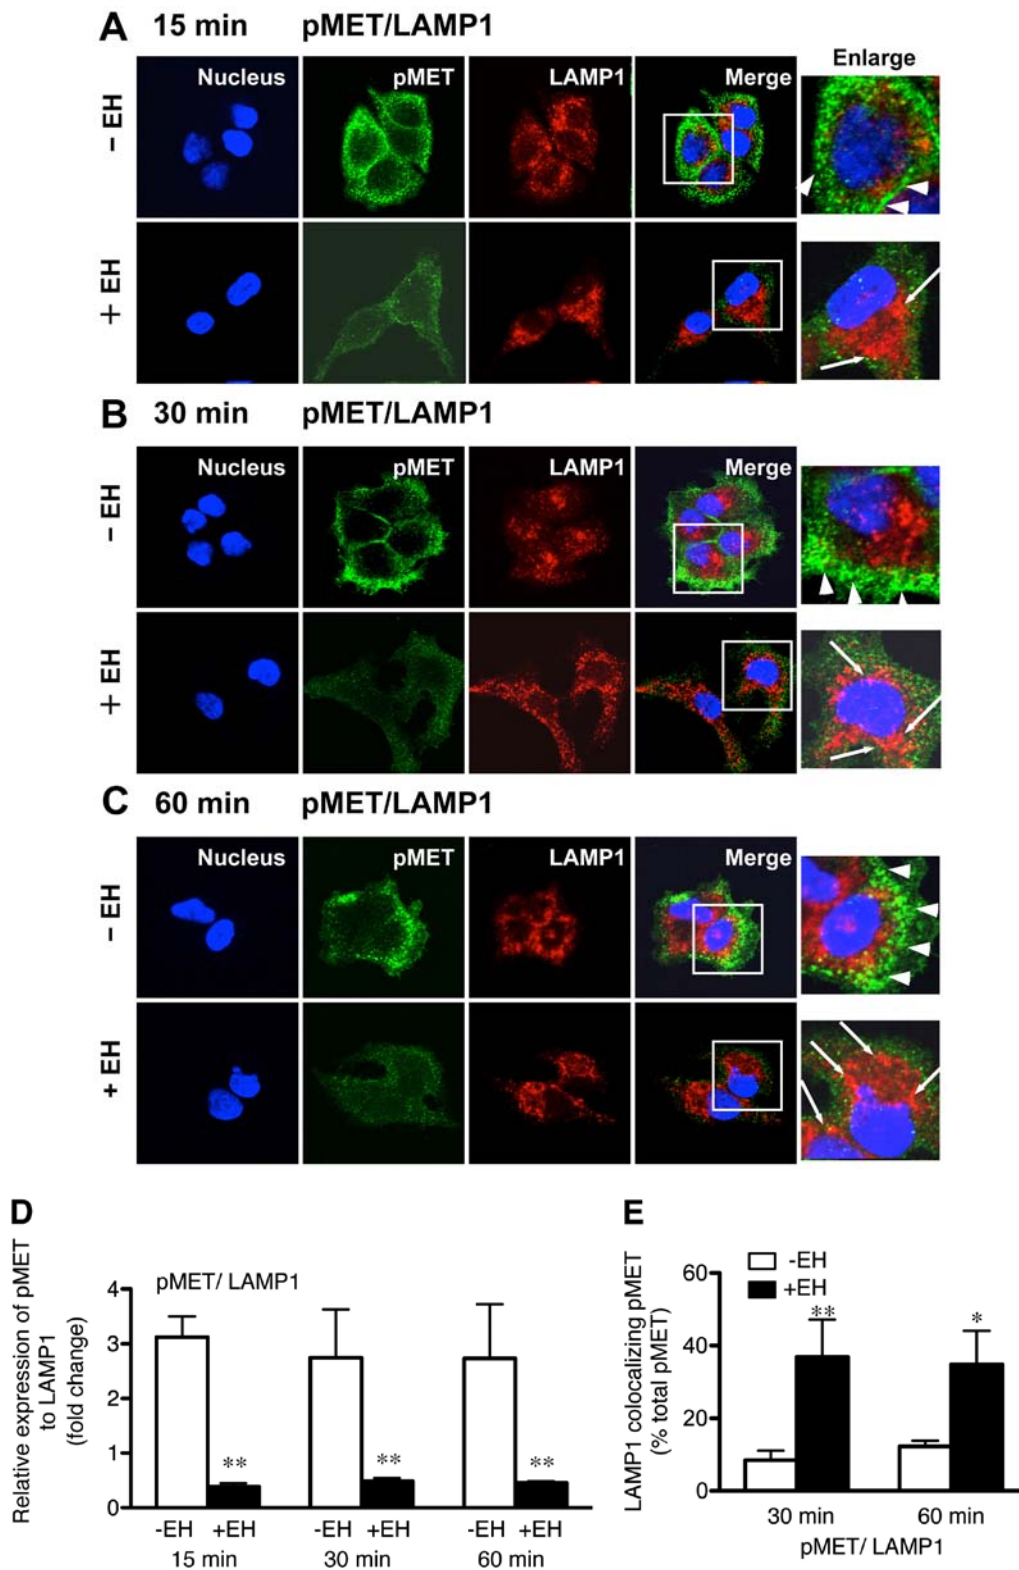 A 15 min pMET/LAMP1
Enlarge
Nucleus pMET LAMP1 Merge
– EH
+ EH
B 30 min pMET/LAMP1
Nucleus pMET LAMP1 Merge
– EH
+ EH
C 60 min pMET/LAMP1
Nucleus pMET LAMP1 Merge
– EH
+ EH
D
pMET/ LAMP1
Relative expression of pMET
to LAMP1
(fold change)
4
3
2
1
0
**
**
**
-EH +EH -EH +EH -EH +EH
15 min 30 min 60 min
E
-EH
+EH
LAMP1 colocalizing pMET
(% total pMET)
60
40
20
0
**
*
30 min 60 min
pMET/ LAMP1